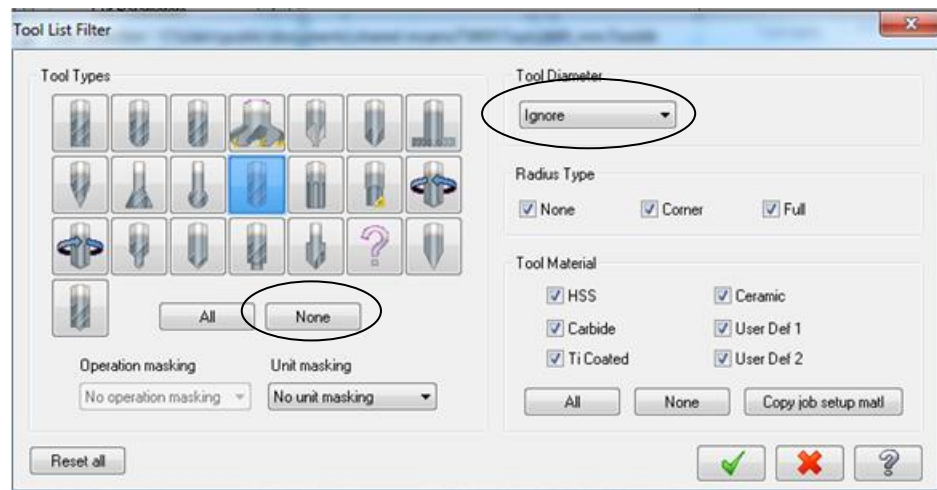 Tool List Filter
Tool Types
All
None
Operation masking
No operation masking
Unit masking
No unit masking
Reset all
Tool Diameter
Ignore
Radius Type
None
Corner
Full
Tool Material
HSS
Ceramic
Carbide
User Def 1
Ti Coated
User Def 2
All
None
Copy job setup matl